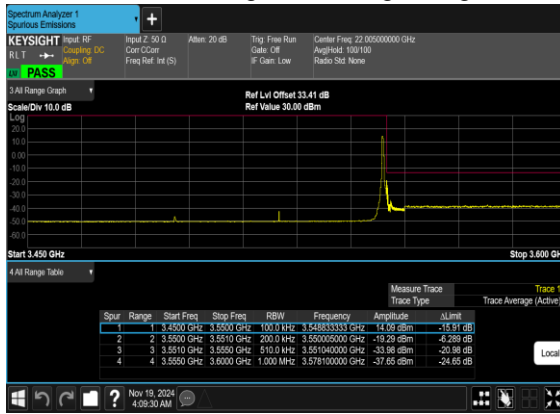 Spectrum Analyzer 1
Spurious Emissions
KEYSIGHT
RLT
PASS
Input: RF
Coupling: DC
Align: Off
Input Z: 50 Ω
Corr CCorr
Freq Ref: Int (S)
Atten: 20 dB
Trig: Free Run
Gate: Off
IF Gain: Low
Center Freq: 22.005000000 GHz
Avg|Hold: 100/100
Radio Std: None
3 All Range Graph
Scale/Div 10.0 dB
Ref Lvl Offset 33.41 dB
Ref Value 30.00 dBm
Log
20.0
10.0
0.00
-10.0
-20.0
-30.0
-40.0
-50.0
-60.0
Start 3.450 GHz
Stop 3.600 GH
4 All Range Table
Measure Trace Trace 1
Trace Type Trace Average (Active)
Spur Range Start Freq Stop Freq RBW Frequency Amplitude ΔLimit
1 1 3.4500 GHz 3.5500 GHz 100.0 kHz 3.548833333 GHz 14.09 dBm -15.91 dB
2 2 3.5500 GHz 3.5510 GHz 200.0 kHz 3.550005000 GHz -19.29 dBm -6.289 dB
3 3 3.5510 GHz 3.5550 GHz 510.0 kHz 3.551040000 GHz -33.98 dBm -20.98 dB
4 4 3.5550 GHz 3.6000 GHz 1.000 MHz 3.578100000 GHz -37.65 dBm -24.65 dB
Local
Nov 19, 2024
4:09:30 AM